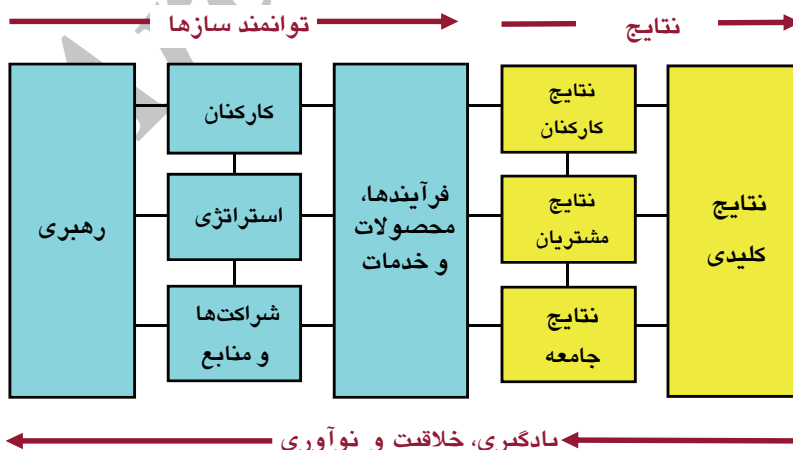 توانمند سازها
نتایج
رهبری
کارکنان
استراتژی
شراکت‌ها
و منابع
فرآیندها،
محصولات
و خدمات
نتایج
کارکنان
نتایج
مشتریان
نتایج
جامعه
نتایج
کلیدی
یادگیری، خلاقیت و نوآوری